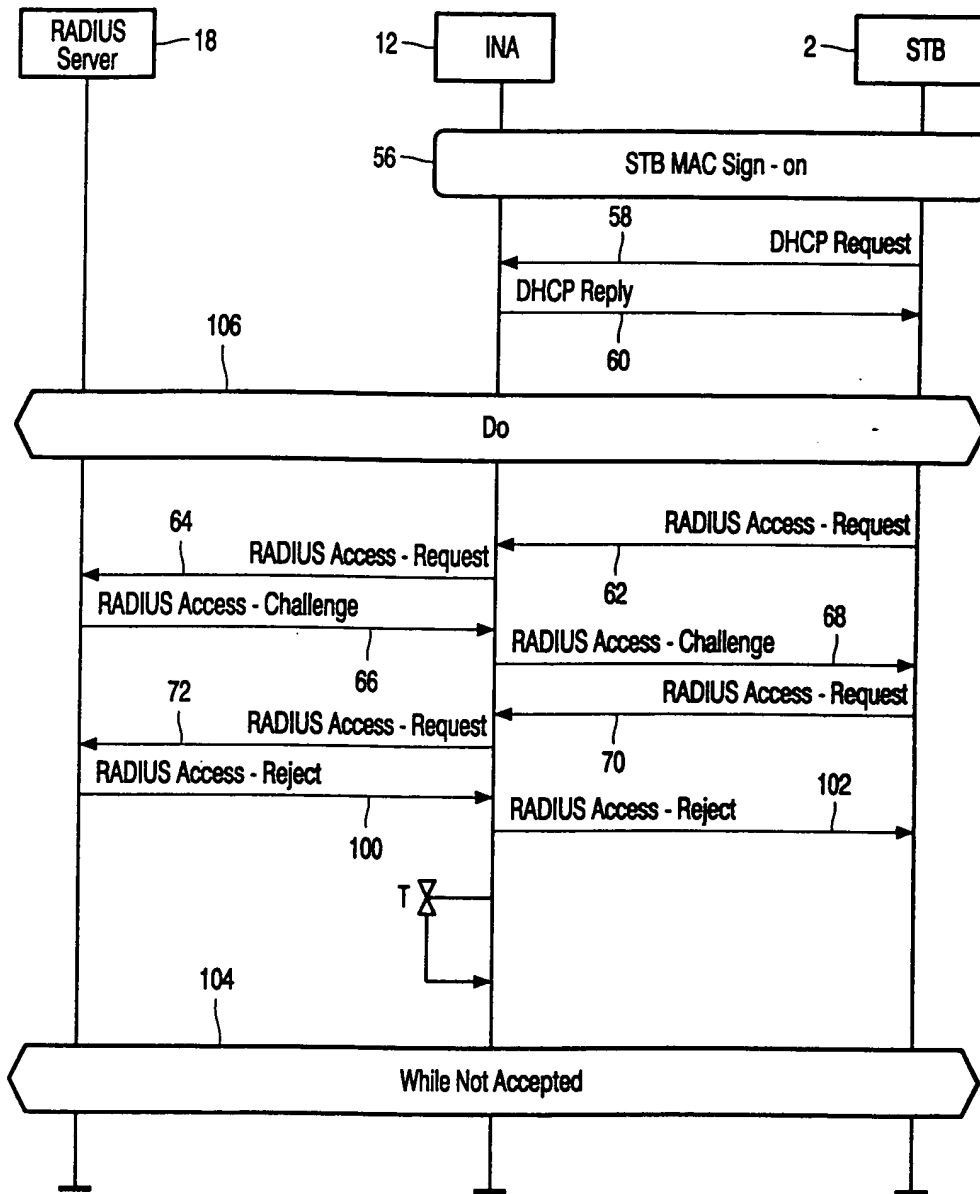 RADIUS
Server
18
12
INA
2
STB
56
STB MAC Sign - on
58
DHCP Request
DHCP Reply
60
106
Do
64
RADIUS Access - Request
RADIUS Access - Request
62
RADIUS Access - Challenge
68
RADIUS Access - Challenge
66
72
RADIUS Access - Request
RADIUS Access - Request
70
RADIUS Access - Reject
102
RADIUS Access - Reject
100
T
104
While Not Accepted